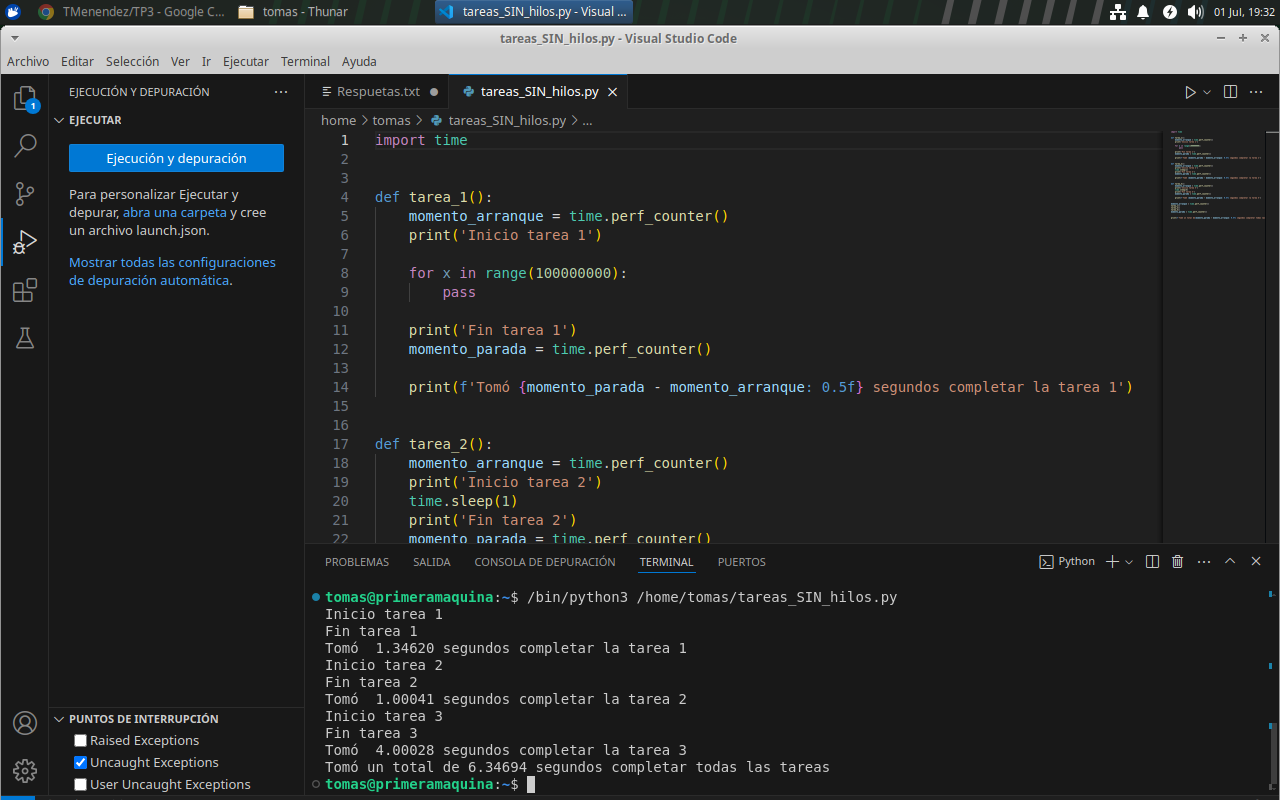 TMenendez/TP3 - Google C...
tomas - Thunar
tareas_SIN_hilos.py - Visual ...
01 Jul, 19:32
tareas_SIN_hilos.py - Visual Studio Code
Archivo Editar Selección Ver Ir Ejecutar Terminal Ayuda
1
EJECUCIÓN Y DEPURACIÓN
EJECUTAR
Ejecución y depuración
Para personalizar Ejecutar y
depurar, abra una carpeta y cree
un archivo launch.json.
Mostrar todas las configuraciones
de depuración automática.
PUNTOS DE INTERRUPCIÓN
Raised Exceptions
Uncaught Exceptions
User Uncaught Exceptions
Respuetas.txt
tareas_SIN_hilos.py
home > tomas > tareas_SIN_hilos.py > ...
1 import time
2
3
4 def tarea_1():
5     momento_arranque = time.perf_counter()
6     print('Inicio tarea 1')
7
8     for x in range(100000000):
9         pass
10
11     print('Fin tarea 1')
12     momento_parada = time.perf_counter()
13
14     print(f'Tomó {momento_parada - momento_arranque: 0.5f} segundos completar la tarea 1')
15
16
17 def tarea_2():
18     momento_arranque = time.perf_counter()
19     print('Inicio tarea 2')
20     time.sleep(1)
21     print('Fin tarea 2')
22     momento_parada = time.perf_counter()
PROBLEMAS SALIDA CONSOLA DE DEPURACIÓN TERMINAL PUERTOS
Python
tomas@primeramaquina:~$ /bin/python3 /home/tomas/tareas_SIN_hilos.py
Inicio tarea 1
Fin tarea 1
Tomó  1.34620 segundos completar la tarea 1
Inicio tarea 2
Fin tarea 2
Tomó  1.00041 segundos completar la tarea 2
Inicio tarea 3
Fin tarea 3
Tomó  4.00028 segundos completar la tarea 3
Tomó un total de 6.34694 segundos completar todas las tareas
tomas@primeramaquina:~$